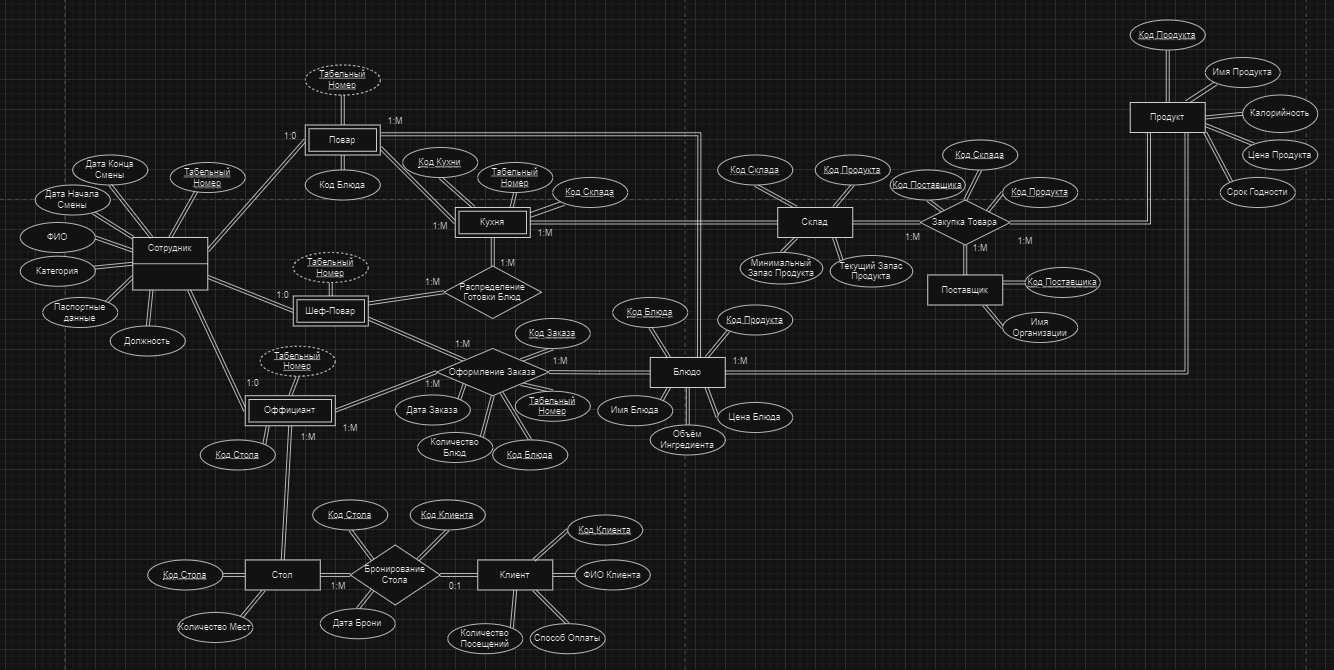 Код Продукта
Имя Продукта
Продукт
Калорийность
Цена Продукта
Срок Годности
Табельный
Номер
1:М
1:0
Повар
Код Блюда
Дата Конца
Смены
Табельный
Номер
Дата Начала
Смены
ФИО
Сотрудник
Категория
Паспортные
данные
Должность
Код Кухни
Табельный
Номер
Код Склада
Кухня
1:М
1:М
1:М
Код Склада
Код Продукта
Склад
Минимальный
Запас Продукта
Текущий Запас
Продукта
Код Склада
Код Поставщика
Код Продукта
Закупка Товара
1:М
1:М
1:М
Поставщик
Код Поставщика
Имя
Организации
Табельный
Номер
1:0
1:М
Шеф-Повар
Распределение
Готовки Блюд
Код Заказа
1:М
1:М
Оформление Заказа
1:М
Дата Заказа
Табельный
Номер
Количество
Блюд
Код Блюда
Код Блюда
Код Продукта
1:М
Блюдо
Имя Блюда
Цена Блюда
Объём
Ингредиента
Табельный
Номер
1:0
Оффициант
1:М
1:М
Код Стола
Код Стола
Код Клиента
Код Клиента
Код Стола
Стол
1:М
Бронирование
Стола
0:1
Клиент
ФИО Клиента
Количество Мест
Дата Брони
Количество
Посещений
Способ Оплаты